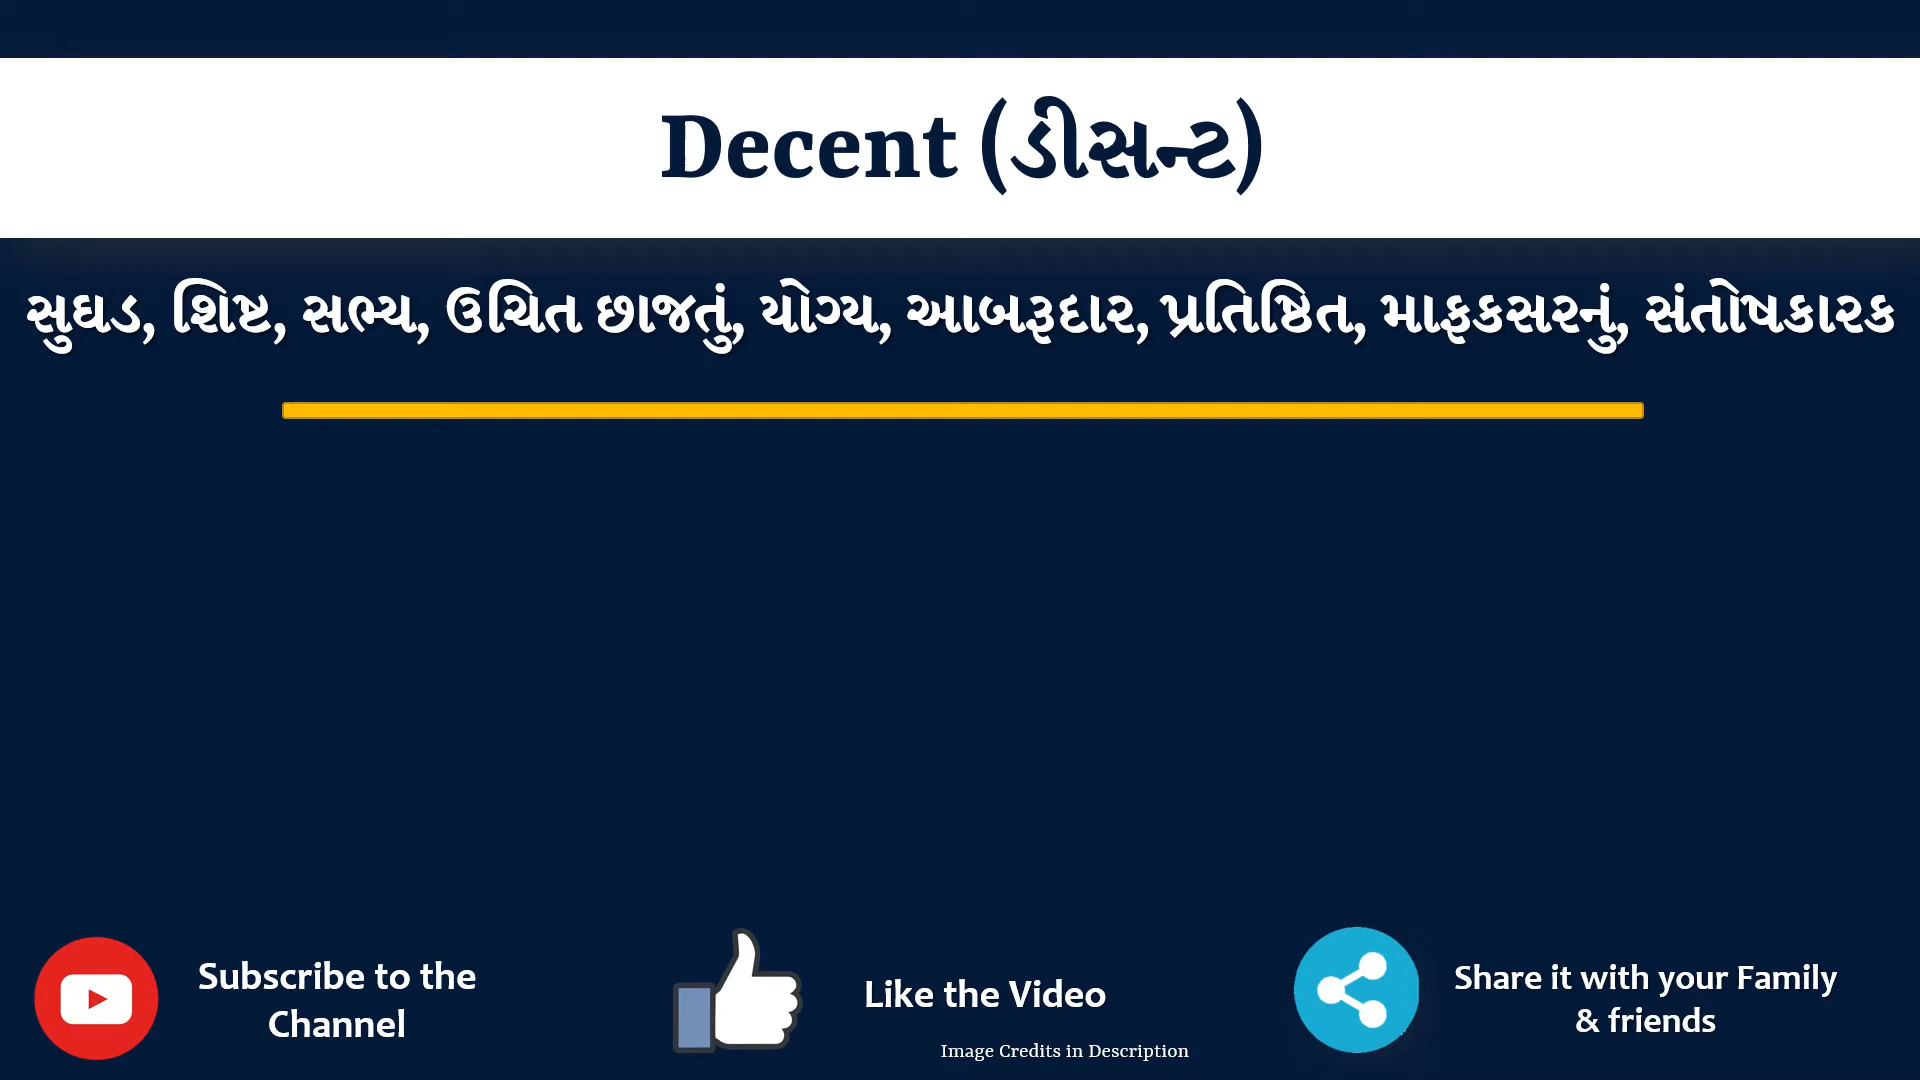 Decent (ડીસન્ટ)
સુઘડ, શિષ્ટ, સભ્ય, ઉચિત છાજતું, યોગ્ય, આબરૂદાર, પ્રતિષ્ઠિત, માફકસરનું, સંતોષકારક
Subscribe to the
Channel
Like the Video
Share it with your Family
& friends
Image Credits in Description